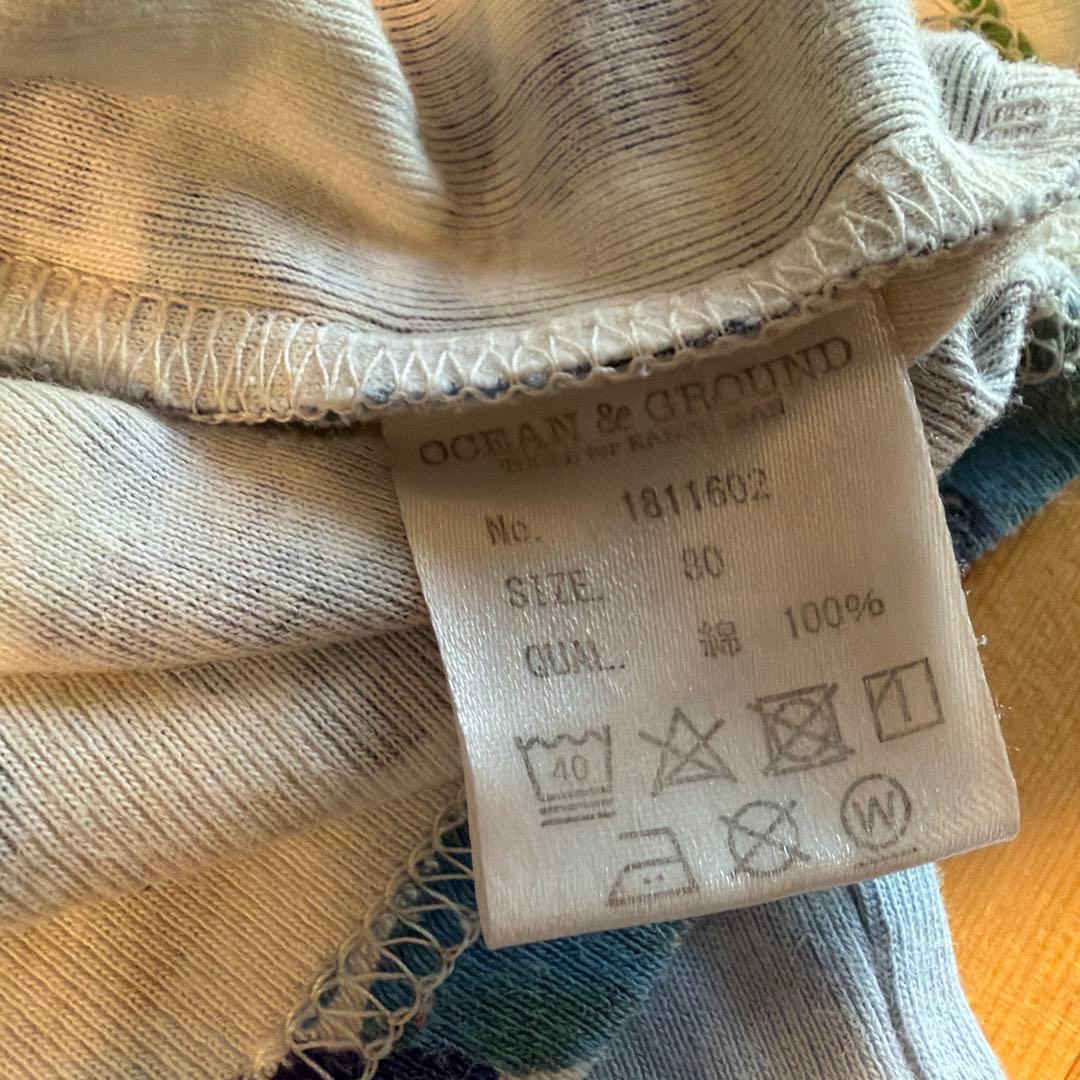 OCEAN & GROUND
No. 1811602
SIZE. 80
QUAL. 綿 100%
40
W